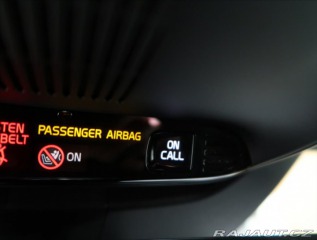 TEN
BELT
PASSENGER AIRBAG
ON
ON
CALL
RAJAUT.CZ